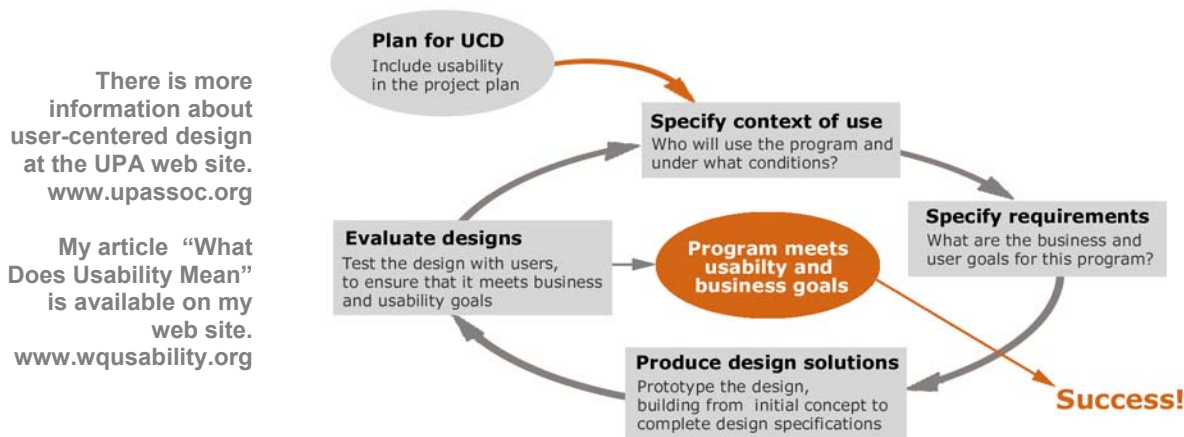 There is more
information about
user-centered design
at the UPA web site.
www.upassoc.org
My article “What
Does Usability Mean”
is available on my
web site.
www.wqusability.org
Plan for UCD
Include usability
in the project plan
Specify context of use
Who will use the program and
under what conditions?
Specify requirements
What are the business and
user goals for this program?
Produce design solutions
Prototype the design,
building from initial concept to
complete design specifications
Evaluate designs
Test the design with users,
to ensure that it meets business
and usability goals
Program meets
usabilty and
business goals
Success!